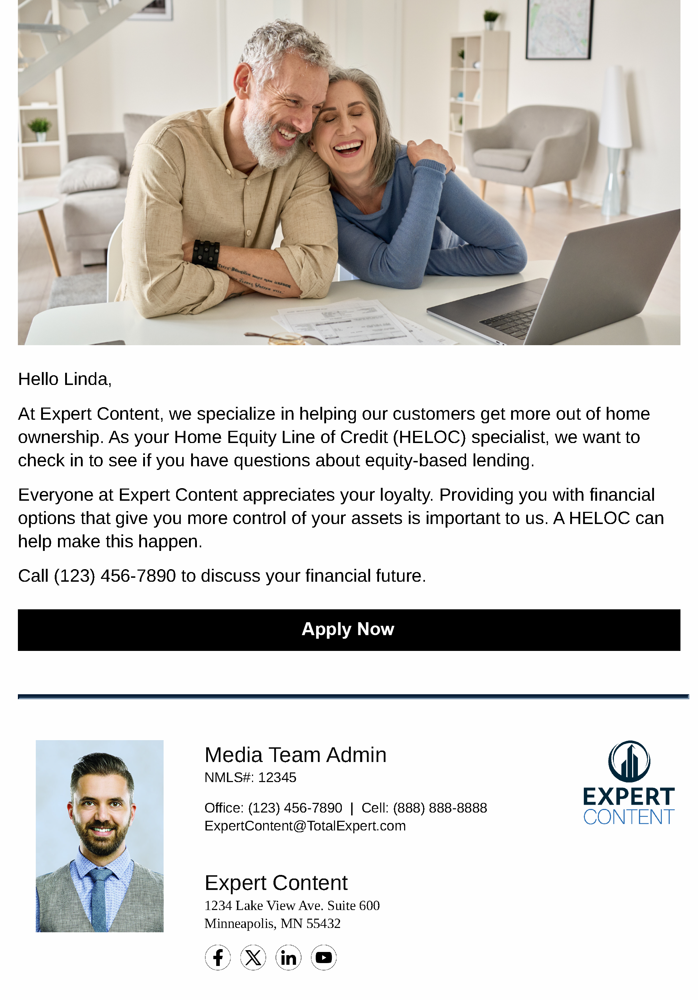 Hello Linda,
At Expert Content, we specialize in helping our customers get more out of home
ownership. As your Home Equity Line of Credit (HELOC) specialist, we want to
check in to see if you have questions about equity-based lending.
Everyone at Expert Content appreciates your loyalty. Providing you with financial
options that give you more control of your assets is important to us. A HELOC can
help make this happen.
Call (123) 456-7890 to discuss your financial future.
Apply Now
Media Team Admin
NMLS#: 12345
Office: (123) 456-7890 | Cell: (888) 888-8888
ExpertContent@TotalExpert.com
EXPERT
CONTENT
Expert Content
1234 Lake View Ave. Suite 600
Minneapolis, MN 55432